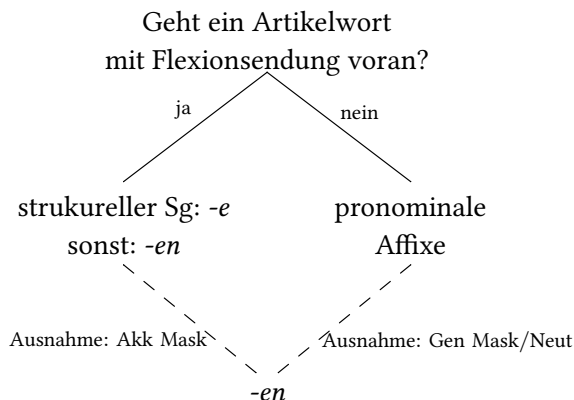 Geht ein Artikelwort
mit Flexionsendung voran?
ja
nein
strukureller Sg: -e
sonst: -en
pronominale
Affixe
Ausnahme: Akk Mask
Ausnahme: Gen Mask/Neut
-en